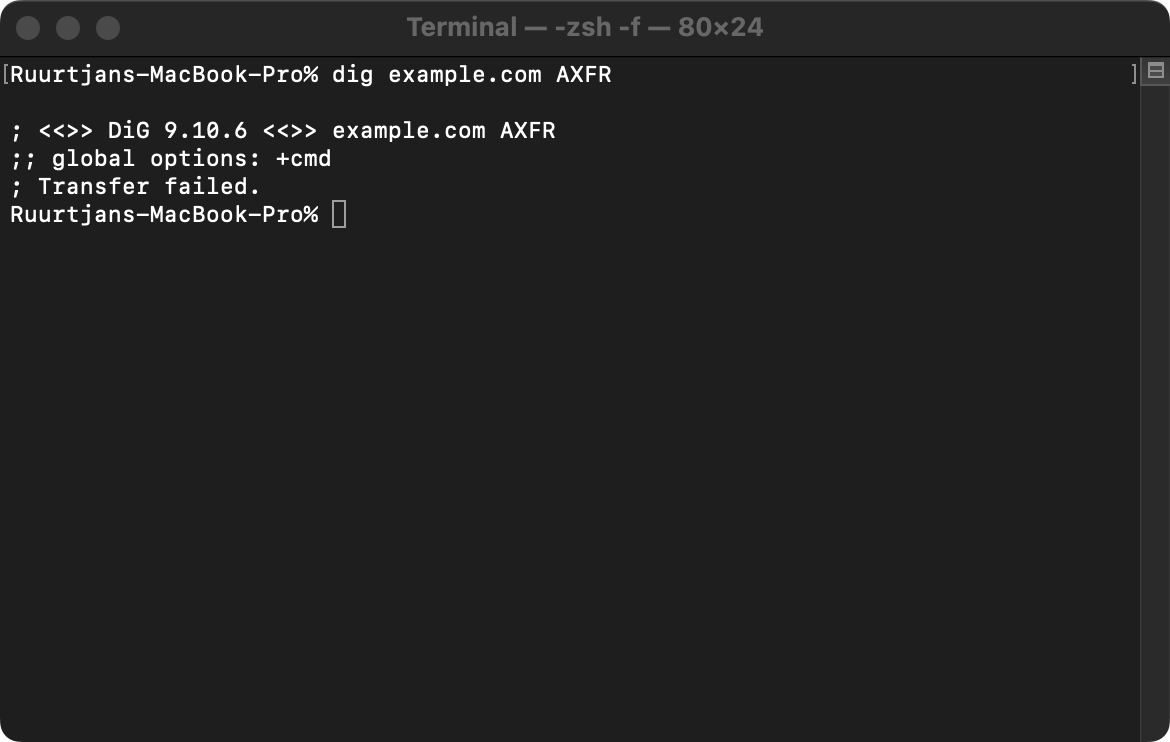 Terminal — -zsh -f — 80×24
[Ruurtjans-MacBook-Pro% dig example.com AXFR ]
; <<>> DiG 9.10.6 <<>> example.com AXFR
;; global options: +cmd
; Transfer failed.
Ruurtjans-MacBook-Pro%